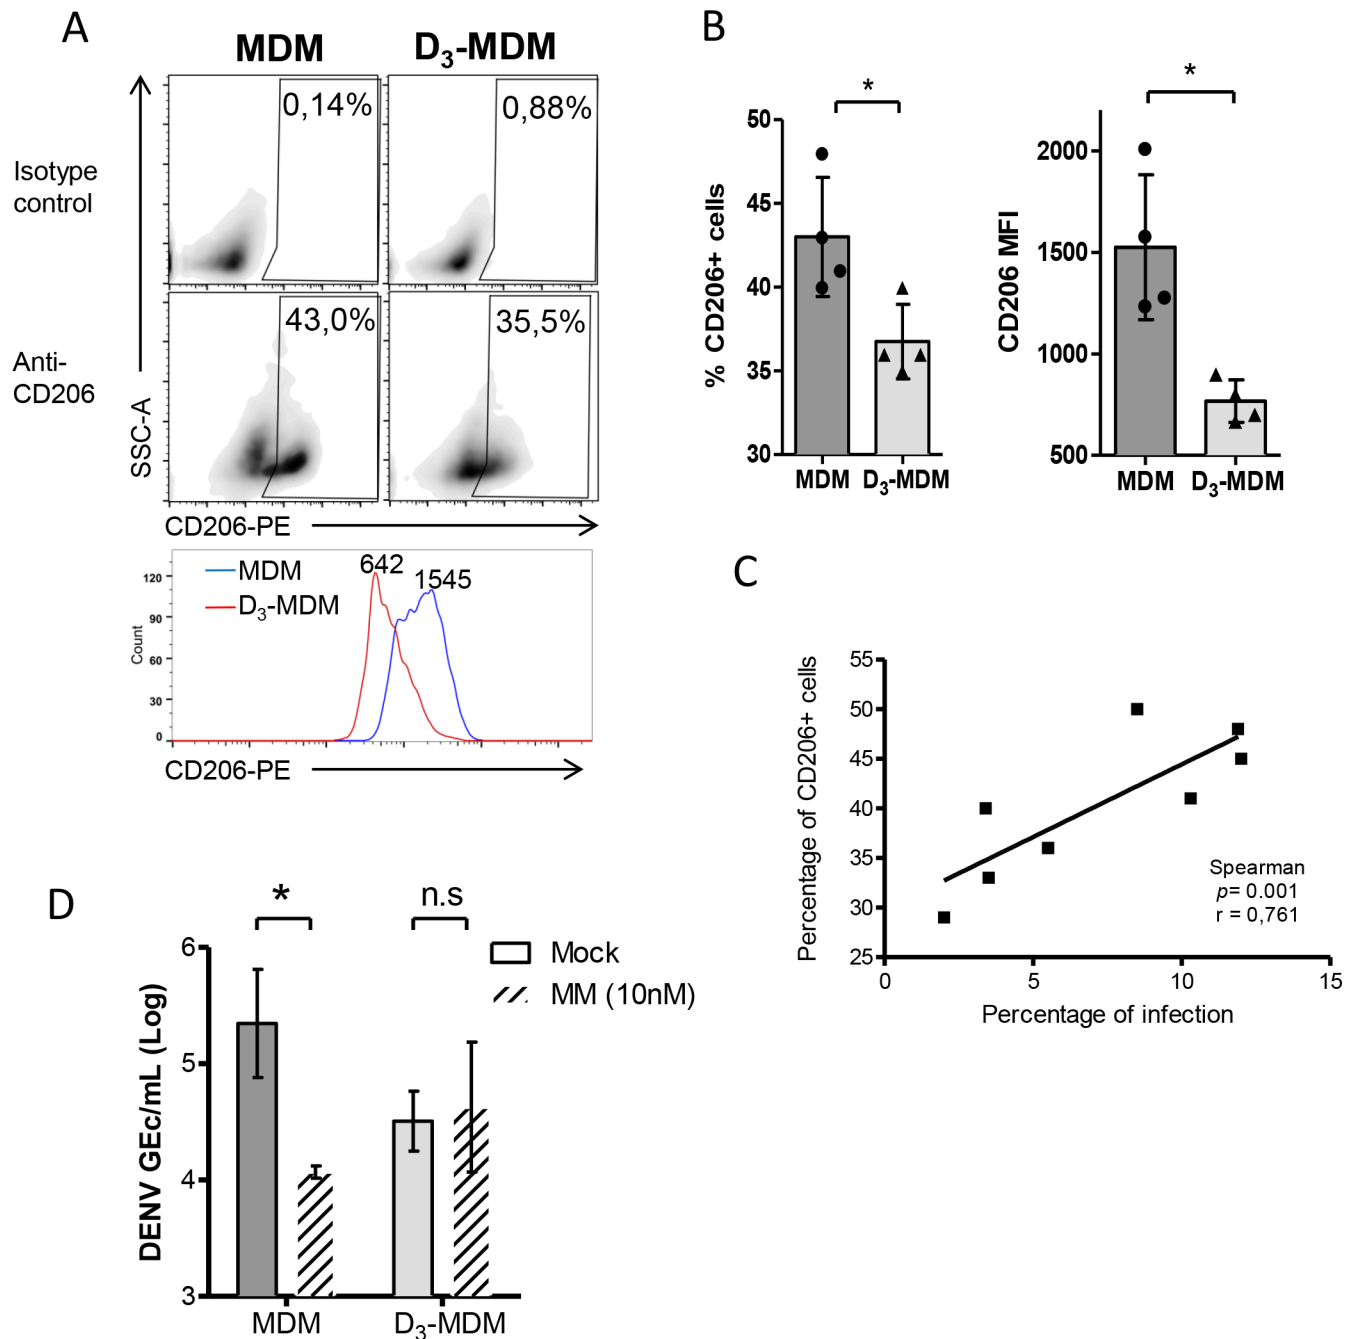 A
MDM
D3-MDM
Isotype
control
0,14%
0,88%
Anti-
CD206
43,0%
35,5%
SSC-A
CD206-PE
MDM
D3-MDM
642
1545
Count
120
90
60
30
0
CD206-PE
B
*
% CD206+ cells
50
45
40
35
30
MDM
D3-MDM
*
CD206 MFI
2000
1500
1000
500
MDM
D3-MDM
C
Percentage of CD206+ cells
55
50
45
40
35
30
25
0
5
10
15
Spearman
p= 0.001
r = 0,761
Percentage of infection
D
*
n.s
Mock
MM (10nM)
DENV GEc/mL (Log)
6
5
4
3
MDM
D3-MDM